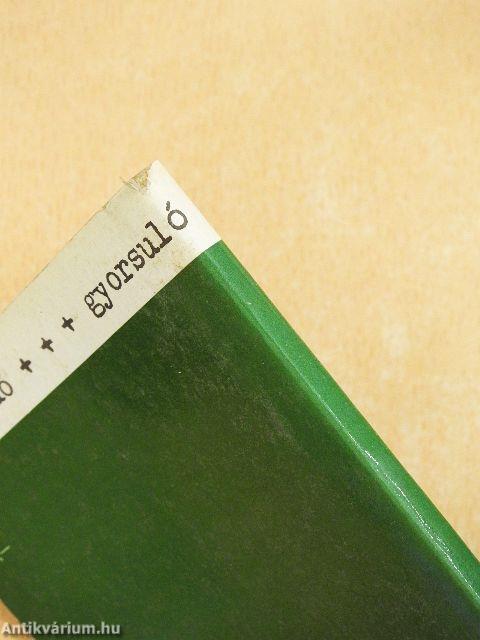 + + + gyorsuló
Antikvárium.hu